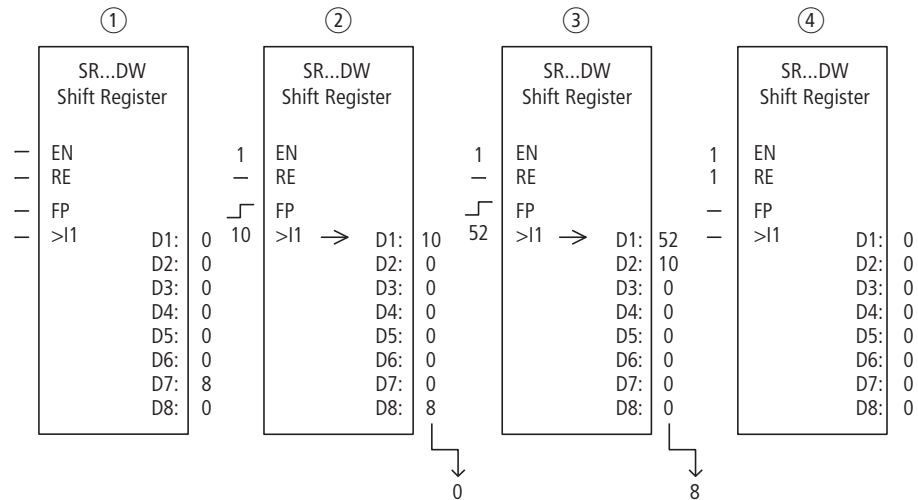 ① ② ③ ④
SR...DW SR...DW SR...DW SR...DW
Shift Register Shift Register Shift Register Shift Register
– EN 1 EN 1 EN 1 EN
– RE – RE – RE 1 RE
– FP FP FP – FP
– >I1 D1: 0 10 >I1 → D1: 10 52 >I1 → D1: 52 – >I1 D1: 0
D2: 0 D2: 0 D2: 10 D2: 0
D3: 0 D3: 0 D3: 0 D3: 0
D4: 0 D4: 0 D4: 0 D4: 0
D5: 0 D5: 0 D5: 0 D5: 0
D6: 0 D6: 0 D6: 0 D6: 0
D7: 8 D7: 0 D7: 0 D7: 0
D8: 0 D8: 8 D8: 0 D8: 0
0 8